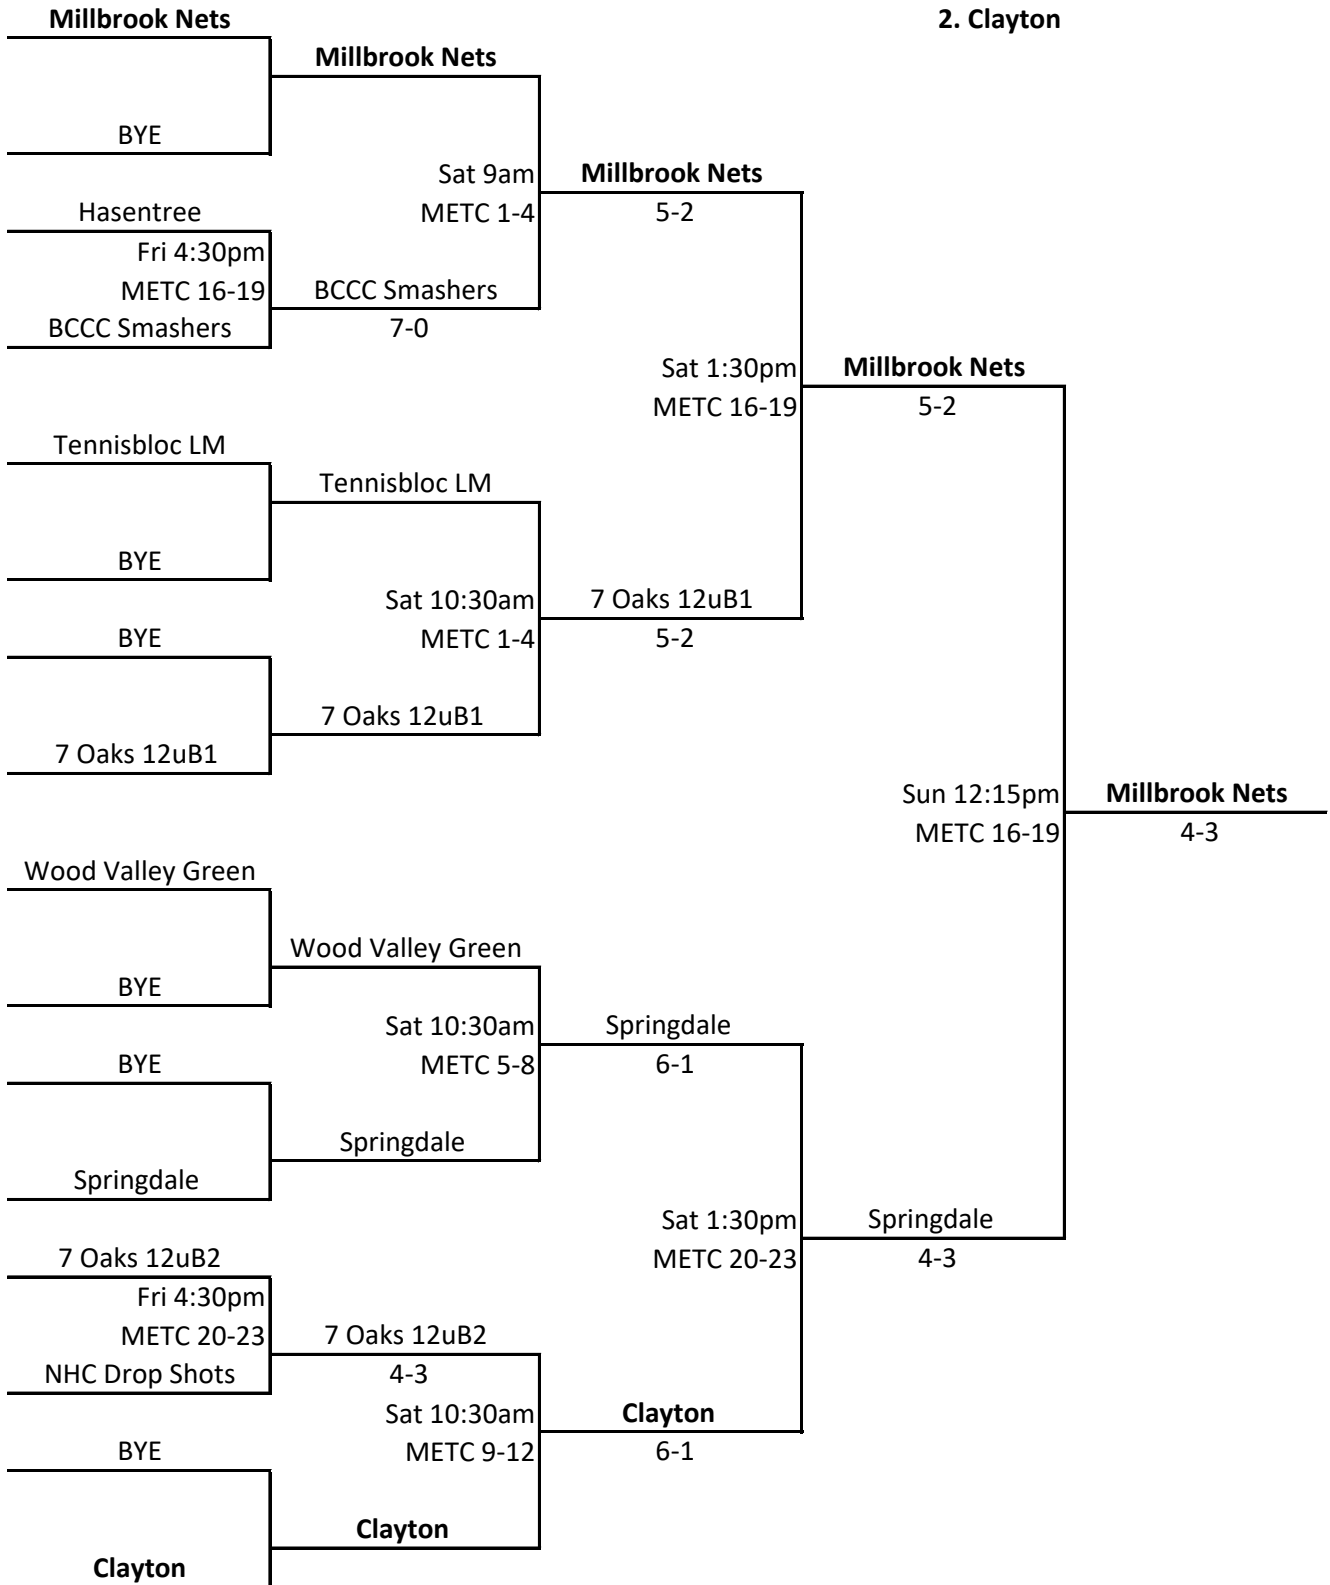 Millbrook Nets
2. Clayton
Millbrook Nets
BYE
Sat 9am
Millbrook Nets
Hasentree
METC 1-4
5-2
Fri 4:30pm
METC 16-19
BCCC Smashers
BCCC Smashers
7-0
Sat 1:30pm
Millbrook Nets
METC 16-19
5-2
Tennisbloc LM
Tennisbloc LM
BYE
Sat 10:30am
7 Oaks 12uB1
BYE
METC 1-4
5-2
7 Oaks 12uB1
7 Oaks 12uB1
Sun 12:15pm
Millbrook Nets
METC 16-19
4-3
Wood Valley Green
Wood Valley Green
BYE
Sat 10:30am
Springdale
BYE
METC 5-8
6-1
Springdale
Springdale
Sat 1:30pm
Springdale
7 Oaks 12uB2
METC 20-23
4-3
Fri 4:30pm
METC 20-23
7 Oaks 12uB2
NHC Drop Shots
4-3
Sat 10:30am
Clayton
BYE
METC 9-12
6-1
Clayton
Clayton